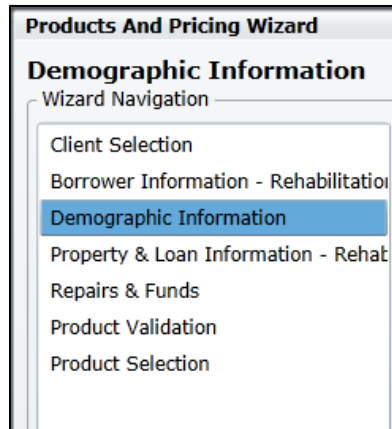 Products And Pricing Wizard
Demographic Information
Wizard Navigation
Client Selection
Borrower Information - Rehabilitation
Demographic Information
Property & Loan Information - Rehab
Repairs & Funds
Product Validation
Product Selection